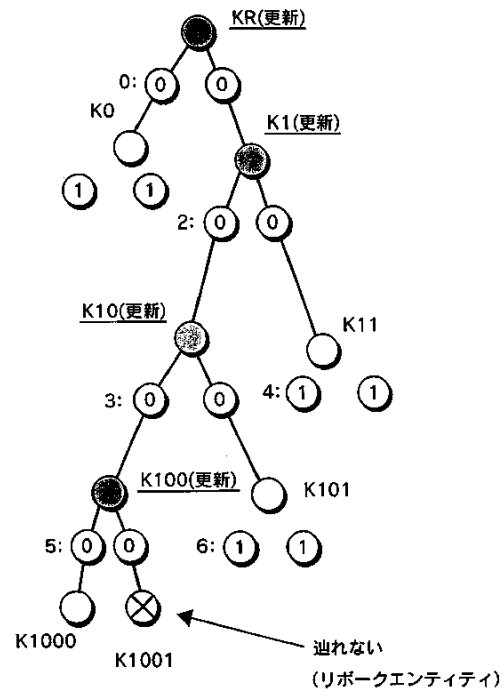 KR(更新)
0: 0 0
K0
K1(更新)
1 1
2: 0 0
K10(更新)
K11
3: 0 0
4: 1 1
K100(更新)
K101
5: 0 0
6: 1 1
K1000
K1001
辿れない
(リボークエンティティ)